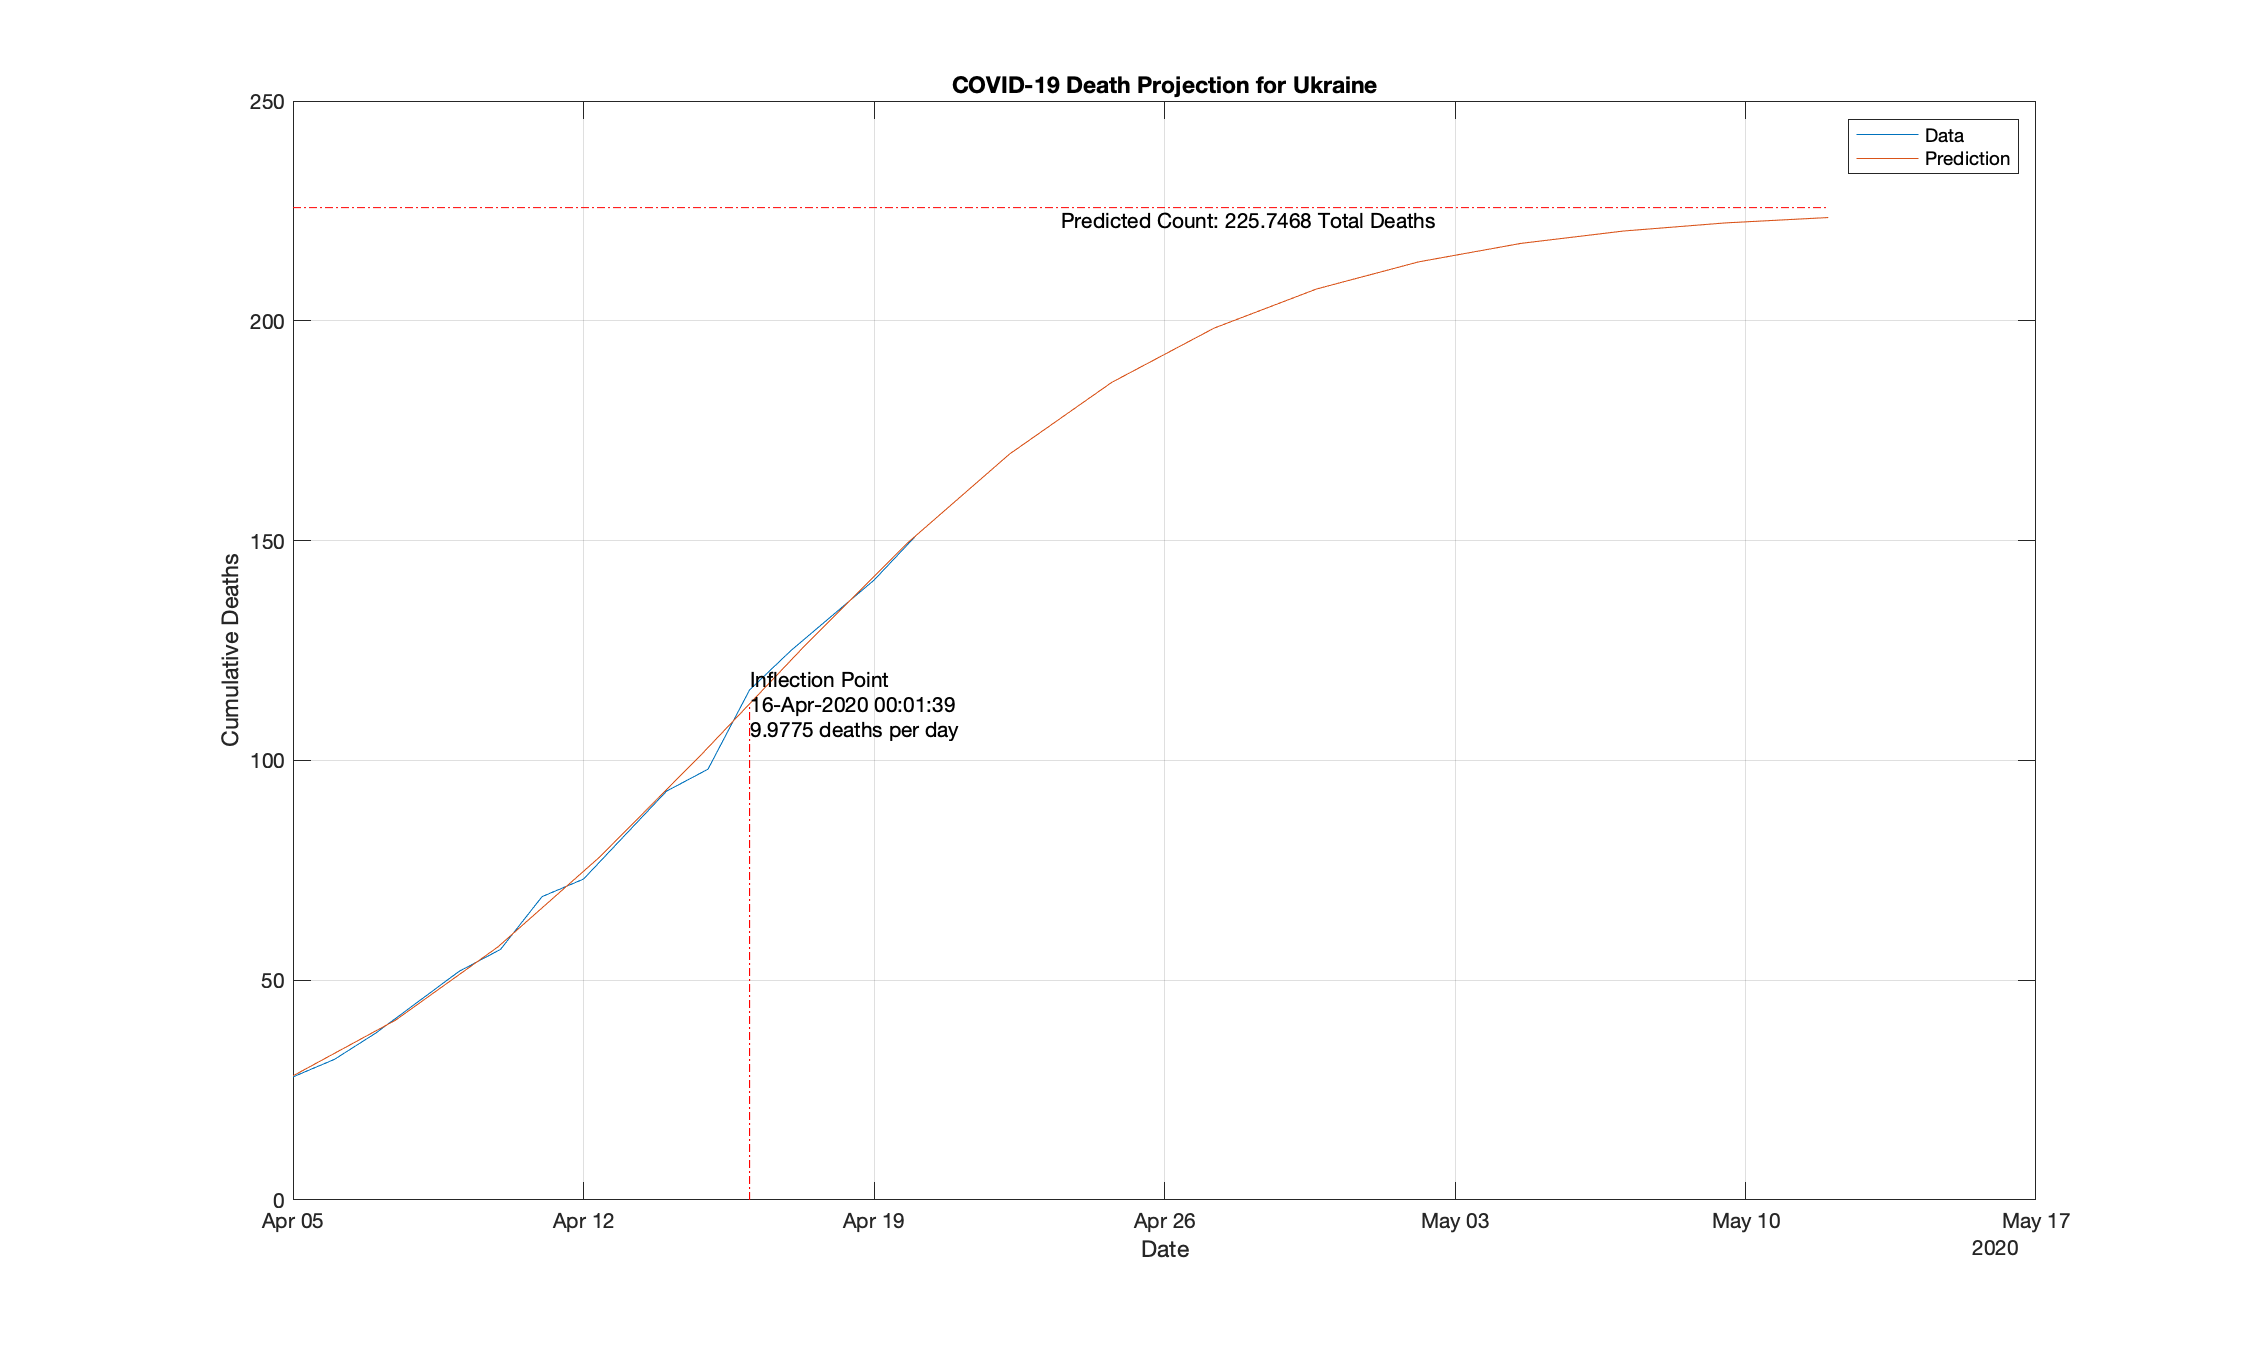 COVID-19 Death Projection for Ukraine
250
200
150
100
50
0
Cumulative Deaths
Data
Prediction
Predicted Count: 225.7468 Total Deaths
Inflection Point
16-Apr-2020 00:01:39
9.9775 deaths per day
Apr 05
Apr 12
Apr 19
Apr 26
May 03
May 10
May 17
Date
2020